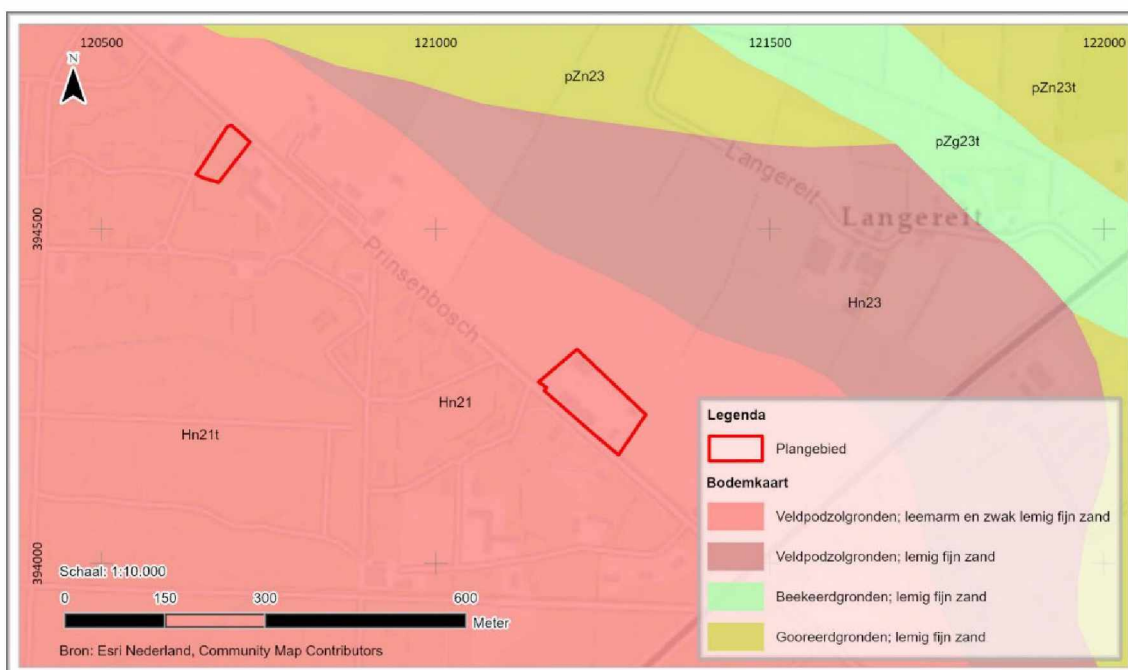 120500
121000
121500
122000
N
pZn23
pZn23t
pZg23t
Langereit
Langereit
394500
Prinsenbosch
Hn23
Hn21
Hn21t
394000
Legenda
Plangebied
Bodemkaart
Veldpodzolgronden; leemarm en zwak lemig fijn zand
Veldpodzolgronden; lemig fijn zand
Beekeerdgronden; lemig fijn zand
Gooreerdgronden; lemig fijn zand
Schaal: 1:10.000
0 150 300 600
Meter
Bron: Esri Nederland, Community Map Contributors